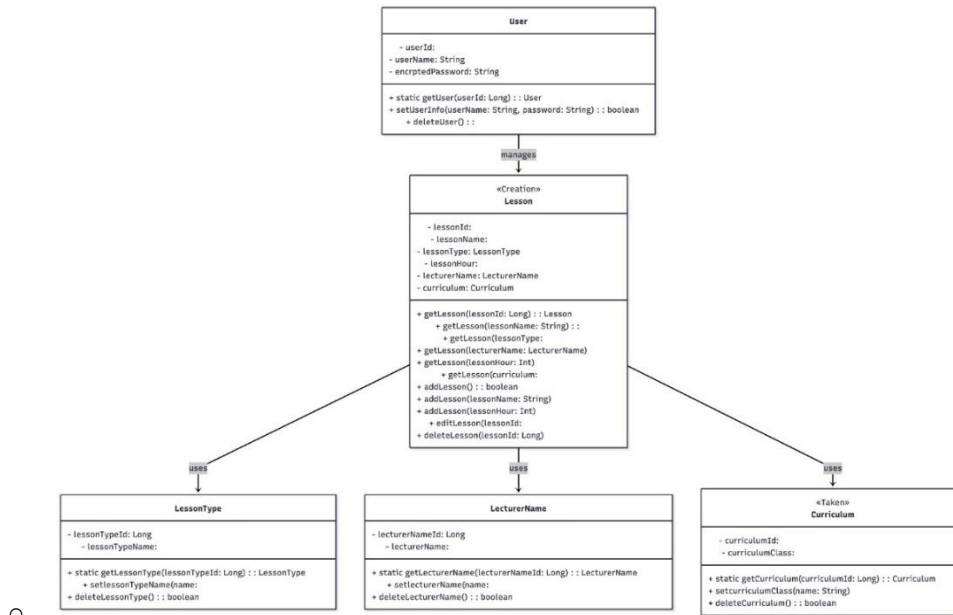 User
- userId:
- userName: String
- encrptedPassword: String
+ static getUser(userId: Long) : : User
+ setUserInfo(userName: String, password: String) : : boolean
+ deleteUser() : :
manages
«Creation»
Lesson
- lessonId:
- lessonName:
- lessonType: LessonType
- lessonHour:
- lecturerName: LecturerName
- curriculum: Curriculum
+ getLesson(lessonId: Long) : : Lesson
+ getLesson(lessonName: String) : :
+ getLesson(lessonType:
+ getLesson(lecturerName: LecturerName)
+ getLesson(lessonHour: Int)
+ getLesson(curriculum:
+ addLesson() : : boolean
+ addLesson(lessonName: String)
+ addLesson(lessonHour: Int)
+ editLesson(lessonId:
+ deleteLesson(lessonId: Long)
uses
uses
uses
LessonType
- lessonTypeId: Long
- lessonTypeName:
+ static getLessonType(lessonTypeId: Long) : : LessonType
+ setlessonTypeName(name:
+ deleteLessonType() : : boolean
LecturerName
- lecturerNameId: Long
- lecturerName:
+ static getLecturerName(lecturerNameId: Long) : : LecturerName
+ setlecturerName(name:
+ deleteLecturerName() : : boolean
«Taken»
Curriculum
- curriculumId:
- curriculumClass:
+ static getCurriculum(curriculumId: Long) : : Curriculum
+ setcurriculumClass(name: String)
+ deleteCurriculum() : : boolean